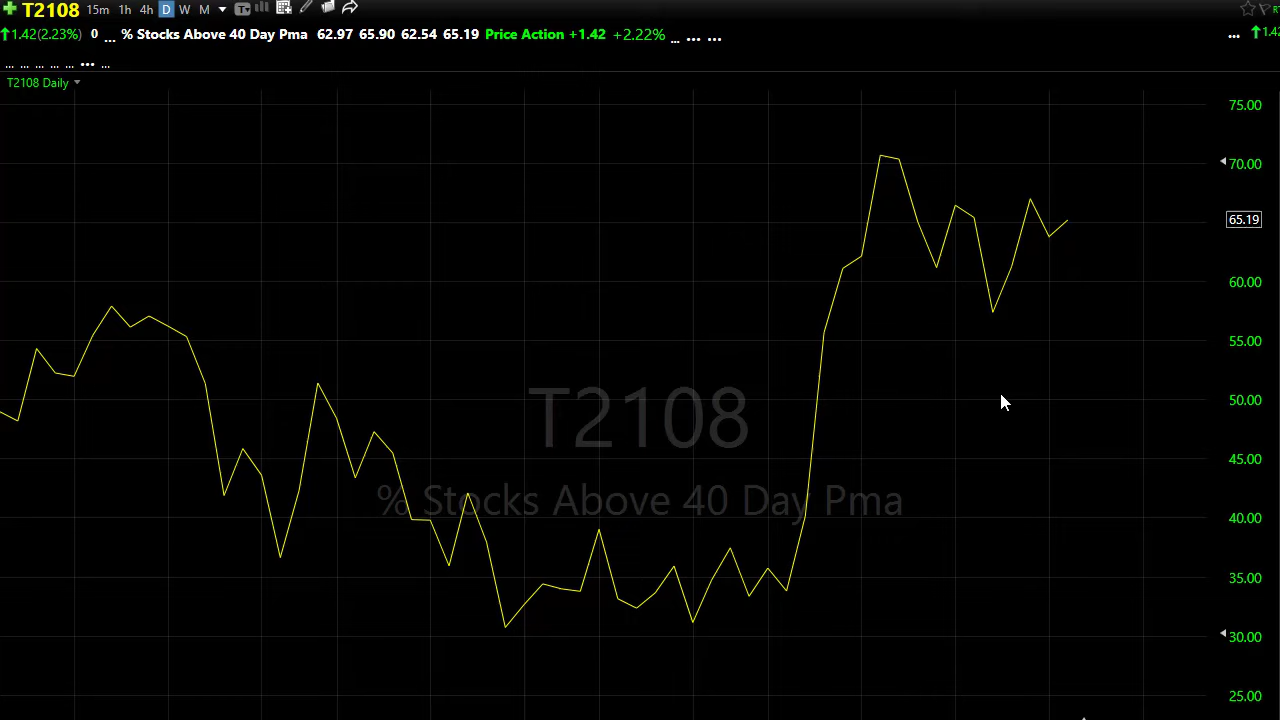 T2108 15m 1h 4h D W M T
1.42(2.23%) 0 ... % Stocks Above 40 Day Pma 62.97 65.90 62.54 65.19 Price Action +1.42 +2.22% ... ... ... ... 1.42
... ... ... ... ... ... ...
T2108 Daily
75.00
70.00
65.19
60.00
55.00
50.00
T2108
45.00
% Stocks Above 40 Day Pma
40.00
35.00
30.00
25.00